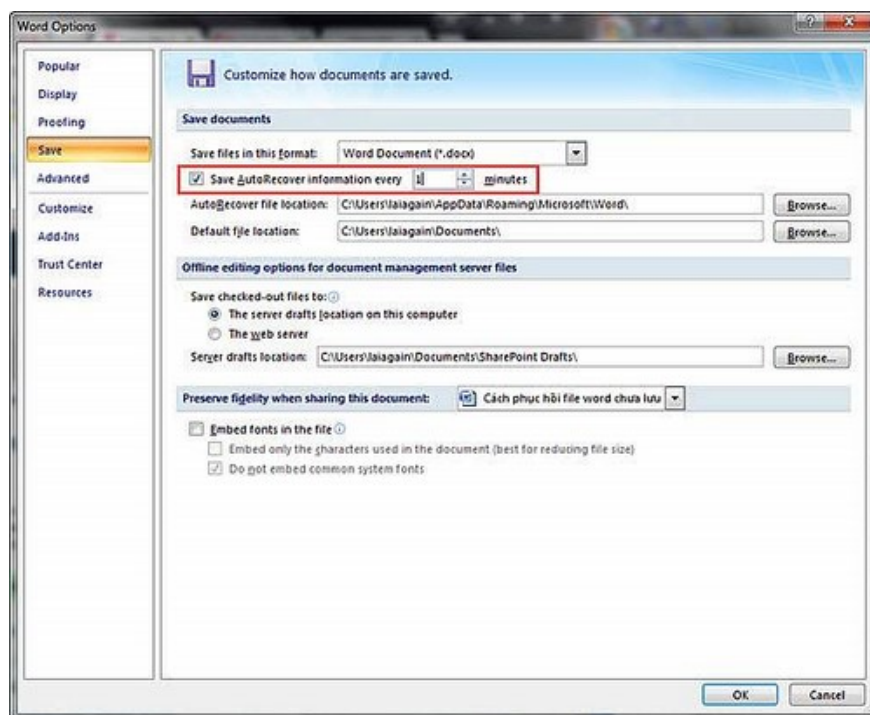 Word Options
Popular
Display
Proofing
Save
Advanced
Customize
Add-Ins
Trust Center
Resources
Customize how documents are saved.
Save documents
Save files in this format: Word Document (*.docx)
Save AutoRecover information every 1 minutes
AutoRecover file location: C:\Users\laiagain\AppData\Roaming\Microsoft\Word\ Browse...
Default file location: C:\Users\laiagain\Documents\ Browse...
Offline editing options for document management server files
Save checked-out files to:
The server drafts location on this computer
The web server
Server drafts location: C:\Users\laiagain\Documents\SharePoint Drafts\ Browse...
Preserve fidelity when sharing this document: Cách phục hồi file word chưa lưu
Embed fonts in the file
Embed only the characters used in the document (best for reducing file size)
Do not embed common system fonts
OK Cancel